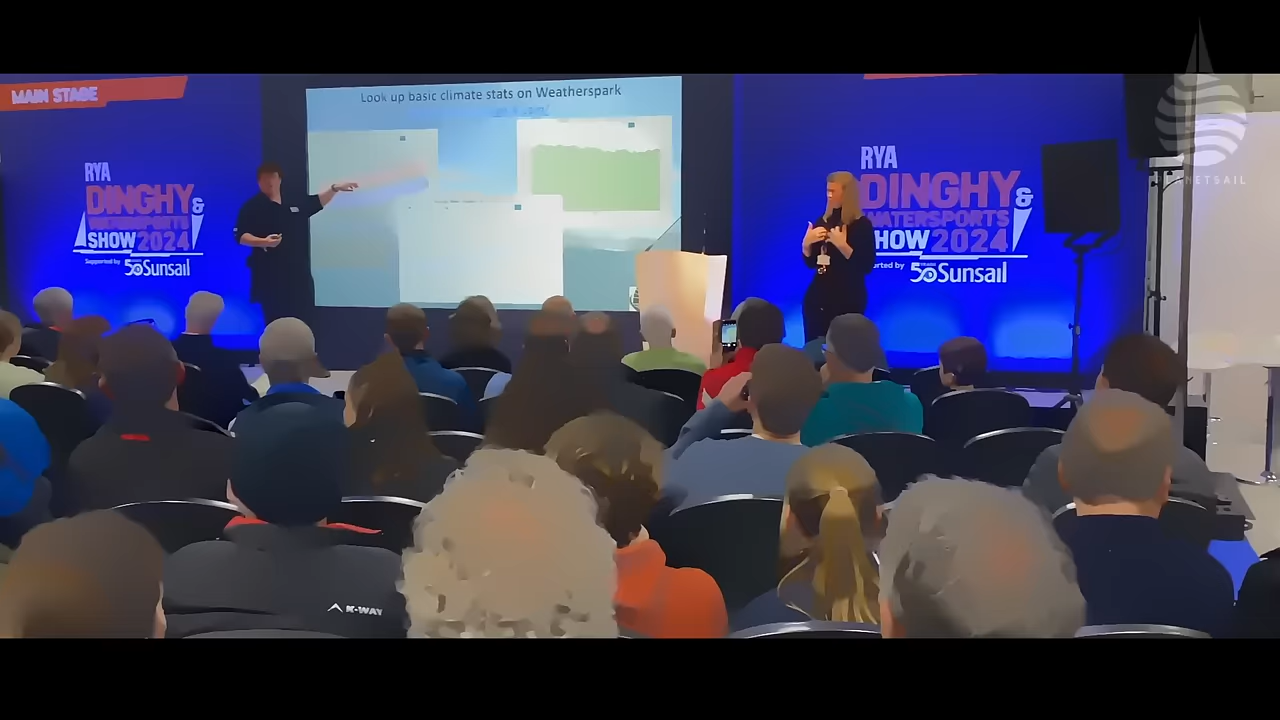 MAIN STAGE
Look up basic climate stats on Weatherspark
RYA
DINGHY &
WATERSPORTS
SHOW 2024
Supported by 50 Sunsail
RYA
DINGHY &
WATERSPORTS
SHOW 2024
50 Sunsail
K-WAY